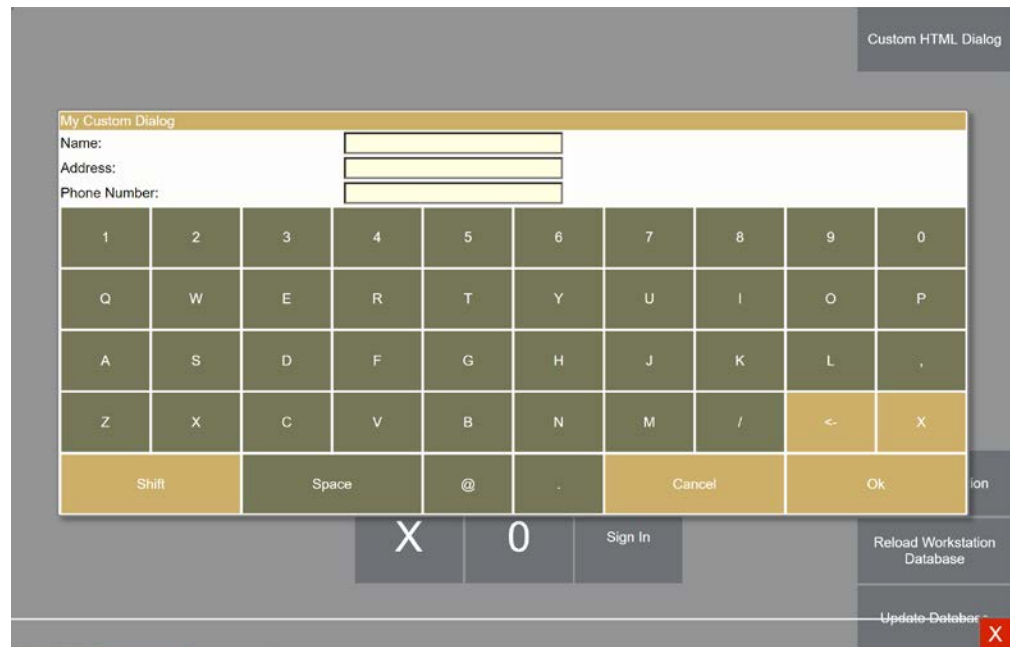 Custom HTML Dialog
My Custom Dialog
Name:
Address:
Phone Number:
1 2 3 4 5 6 7 8 9 0
Q W E R T Y U I O P
A S D F G H J K L ,
Z X C V B N M / <- X
Shift Space @ . Cancel Ok
X 0 Sign In
Reload Workstation
Database
Update
X